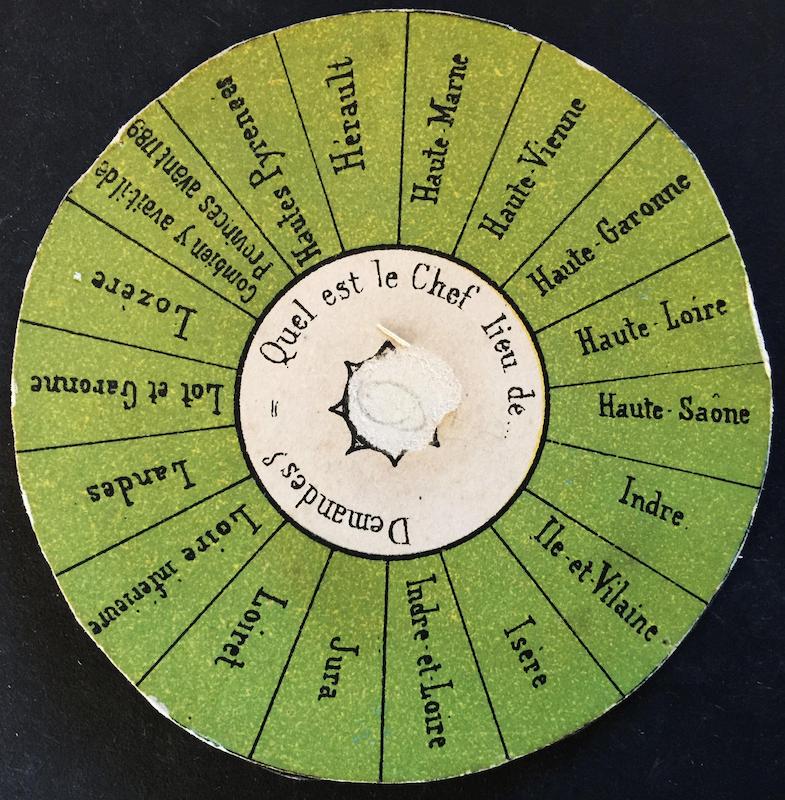 Quel est le Chef lieu de...
Demandes?
=
Hérault
Haute-Marne
Haute-Vienne
Haute-Garonne
Haute-Loire
Haute-Saône
Indre
Ile-et-Vilaine
Isère
Indre-et-Loire
Jura
Loiret
Loire inférieure
Landes
Lot et Garonne
Lozère
Combien y avait-il de
Provinces avant 1789
Hautes Pyrenées